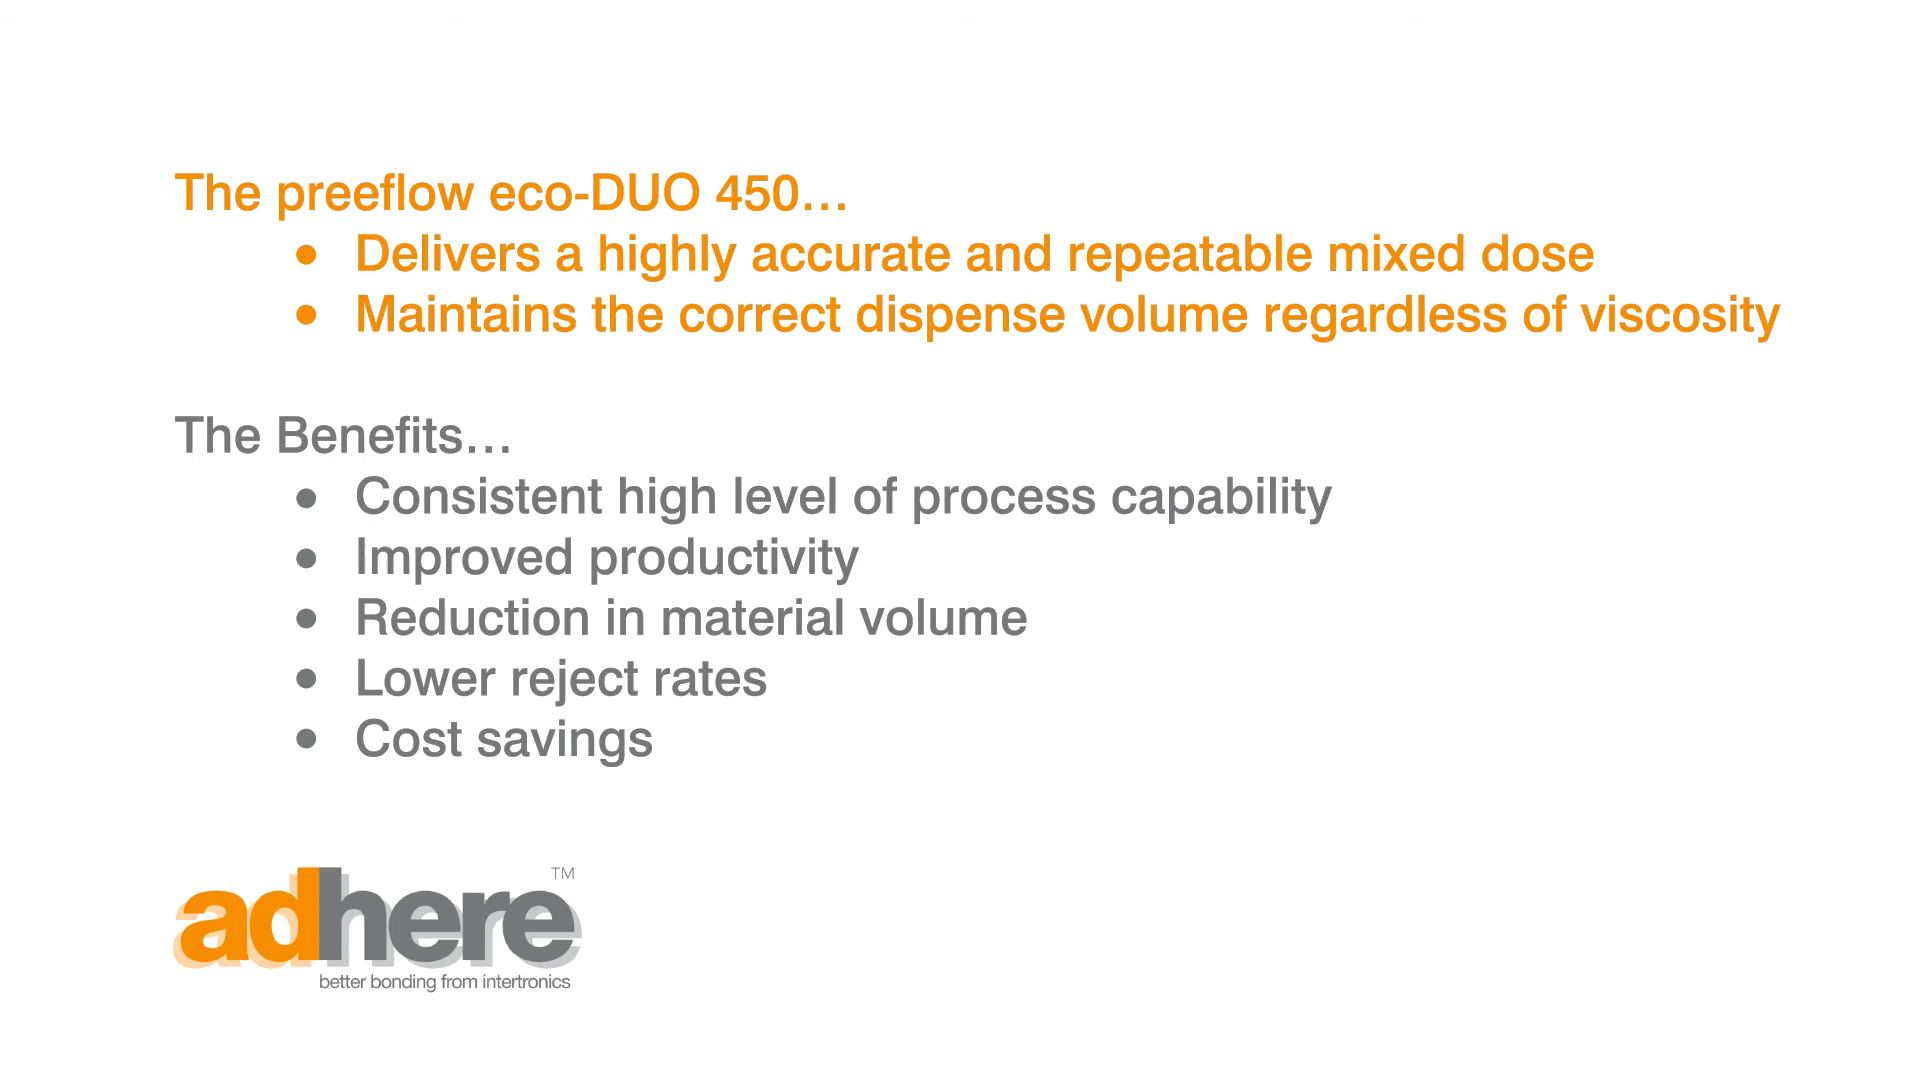 The preeflow eco-DUO 450...
• Delivers a highly accurate and repeatable mixed dose
• Maintains the correct dispense volume regardless of viscosity
The Benefits...
• Consistent high level of process capability
• Improved productivity
• Reduction in material volume
• Lower reject rates
• Cost savings
adhere™
better bonding from intertronics